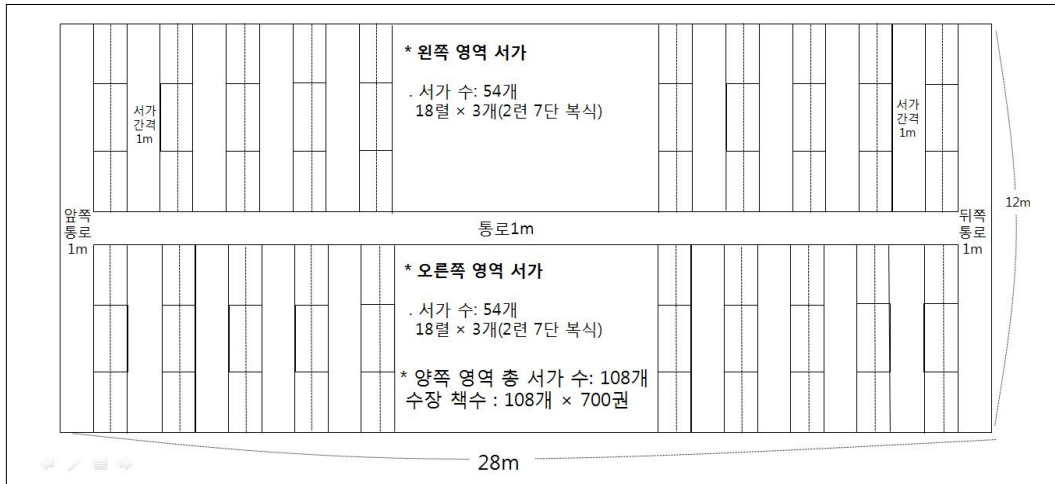 * 왼쪽 영역 서가
. 서가 수: 54개
18렬 × 3개(2련 7단 복식)
서가
간격
1m
서가
간격
1m
앞쪽
통로
1m
통로1m
뒤쪽
통로
1m
12m
* 오른쪽 영역 서가
. 서가 수: 54개
18렬 × 3개(2련 7단 복식)
* 양쪽 영역 총 서가 수: 108개
수장 책수 : 108개 × 700권
28m